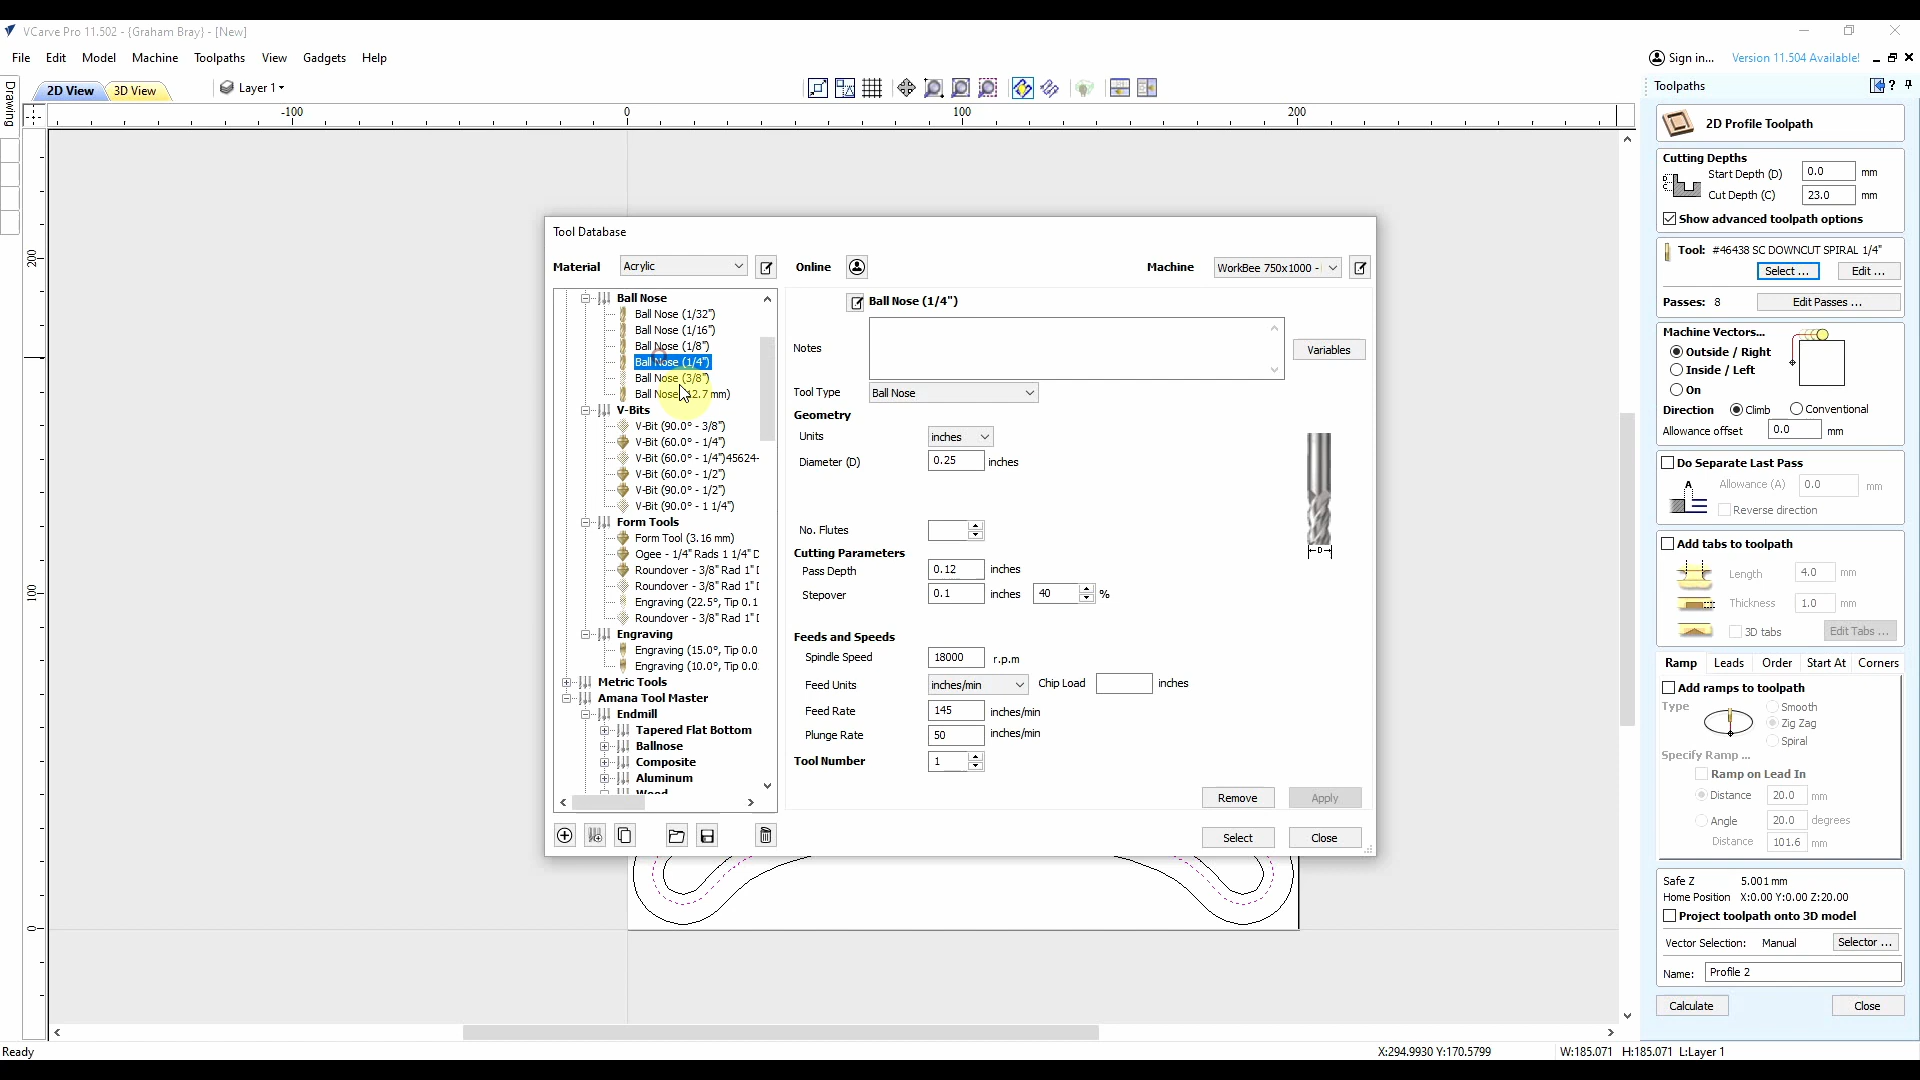 VCarve Pro 11.502 - {Graham Bray} - [New]
File Edit Model Machine Toolpaths View Gadgets Help
Sign in... Version 11.504 Available!
Drawing
2D View 3D View Layer 1
Toolpaths
-100 0 100 200
200
100
0
Tool Database
Material Acrylic Online Machine WorkBee 750x1000 -
Ball Nose
Ball Nose (1/32")
Ball Nose (1/16")
Ball Nose (1/8")
Ball Nose (1/4")
Ball Nose (3/8")
Ball Nose 2.7 mm)
V-Bits
V-Bit (90.0° - 3/8")
V-Bit (60.0° - 1/4")
V-Bit (60.0° - 1/4")45624-
V-Bit (60.0° - 1/2")
V-Bit (90.0° - 1/2")
V-Bit (90.0° - 1 1/4")
Form Tools
Form Tool (3.16 mm)
Ogee - 1/4" Rads 1 1/4" D
Roundover - 3/8" Rad 1" D
Roundover - 3/8" Rad 1" D
Engraving (22.5°, Tip 0.1
Roundover - 3/8" Rad 1" D
Engraving
Engraving (15.0°, Tip 0.0
Engraving (10.0°, Tip 0.0
Metric Tools
Amana Tool Master
Endmill
Tapered Flat Bottom
Ballnose
Composite
Aluminum
Wood
Ball Nose (1/4")
Notes
Variables
Tool Type Ball Nose
Geometry
Units inches
Diameter (D) 0.25 inches
No. Flutes
D
Cutting Parameters
Pass Depth 0.12 inches
Stepover 0.1 inches 40 %
Feeds and Speeds
Spindle Speed 18000 r.p.m
Feed Units inches/min Chip Load inches
Feed Rate 145 inches/min
Plunge Rate 50 inches/min
Tool Number 1
Remove Apply
Select Close
2D Profile Toolpath
Cutting Depths
Start Depth (D) 0.0 mm
Cut Depth (C) 23.0 mm
Show advanced toolpath options
Tool: #46438 SC DOWNCUT SPIRAL 1/4"
Select ... Edit ...
Passes: 8 Edit Passes ...
Machine Vectors...
Outside / Right
Inside / Left
On
Direction Climb Conventional
Allowance offset 0.0 mm
Do Separate Last Pass
A Allowance (A) 0.0 mm
Reverse direction
Add tabs to toolpath
Length 4.0 mm
Thickness 1.0 mm
3D tabs Edit Tabs ...
Ramp Leads Order Start At Corners
Add ramps to toolpath
Type Smooth
Zig Zag
Spiral
Specify Ramp ...
Ramp on Lead In
Distance 20.0 mm
Angle 20.0 degrees
Distance 101.6 mm
Safe Z 5.001 mm
Home Position X:0.00 Y:0.00 Z:20.00
Project toolpath onto 3D model
Vector Selection: Manual Selector ...
Name: Profile 2
Calculate Close
Ready X:294.9930 Y:170.5799 W:185.071 H:185.071 L:Layer 1